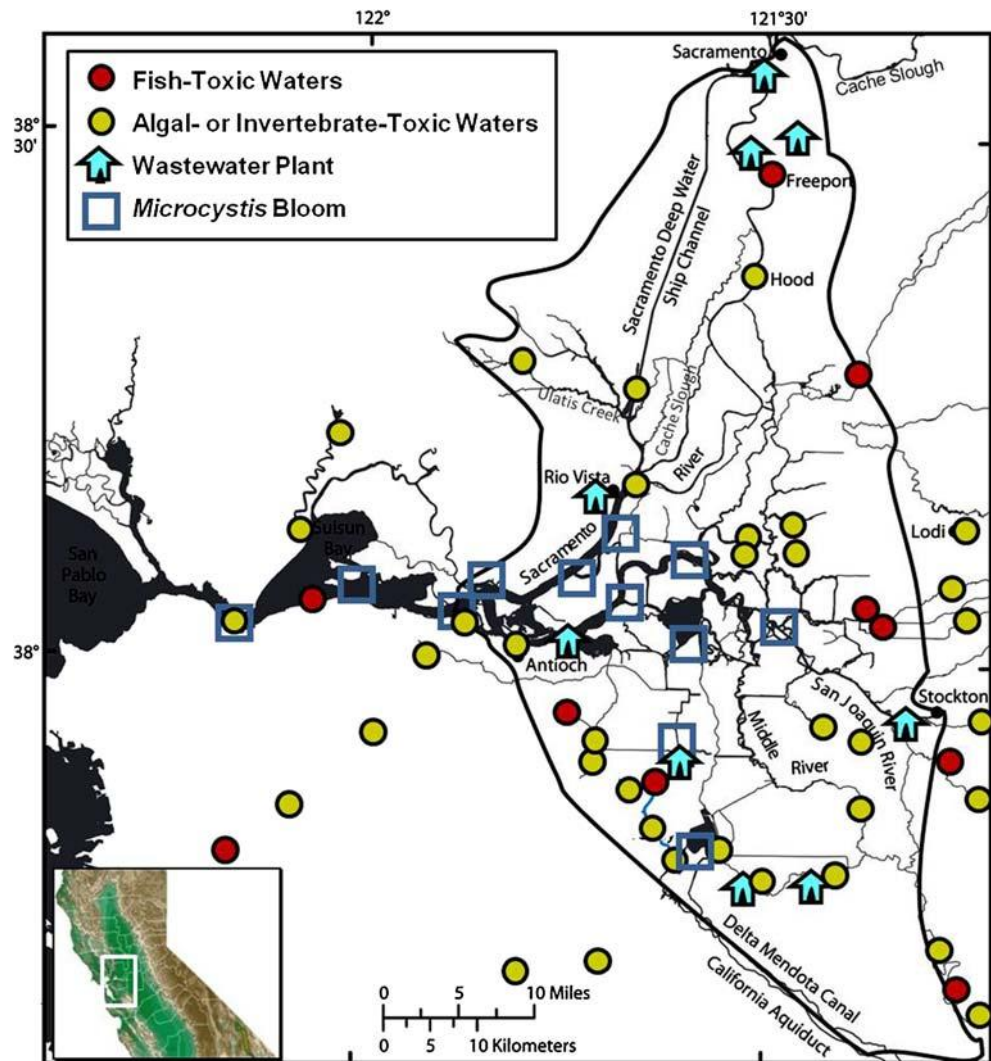 122°
121°30'
Fish-Toxic Waters
Algal- or Invertebrate-Toxic Waters
Wastewater Plant
Microcystis Bloom
38°
30'
Sacramento
Cache Slough
Freeport
Sacramento Deep Water
Ship Channel
Hood
Ulatis Creek
Cache Slough
River
Rio Vista
Sacramento
Lodi
San
Pablo
Bay
Suisun
Bay
38°
Antioch
San Joaquin River
Stockton
Middle
River
Delta Mendota Canal
California Aquiduct
0 5 10 Miles
0 5 10 Kilometers